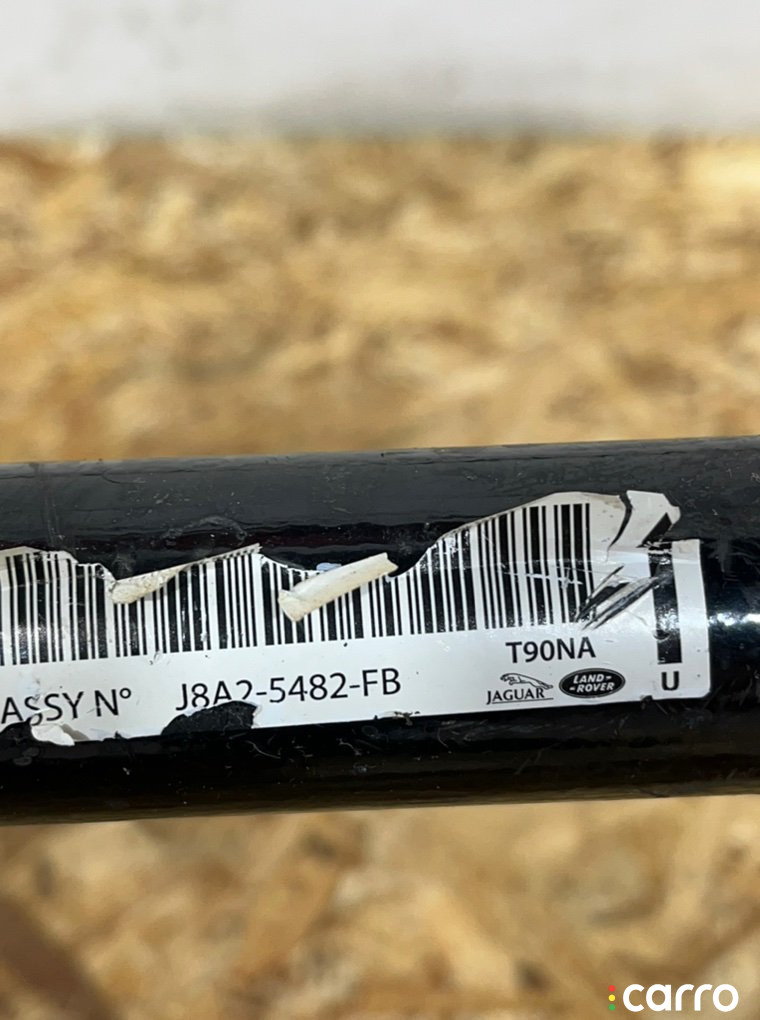 T90NA
ASSY N° J8A2-5482-FB
JAGUAR
LAND-
-ROVER
U
carro